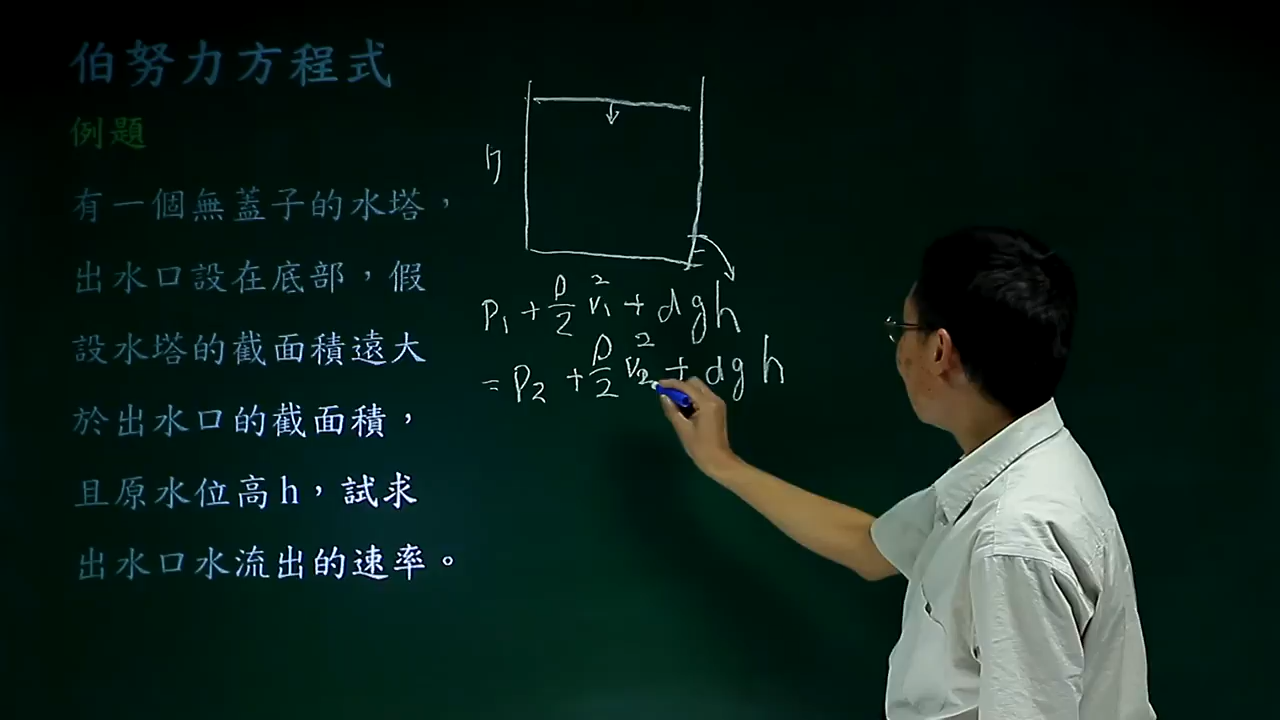 伯努力方程式
例題
有一個無蓋子的水塔，
出水口設在底部，假
設水塔的截面積遠大
於出水口的截面積，
且原水位高h，試求
出水口水流出的速率。
h
P₁ + ρ/2 v₁² + dgh
= P₂ + ρ/2 v₂² + dgh